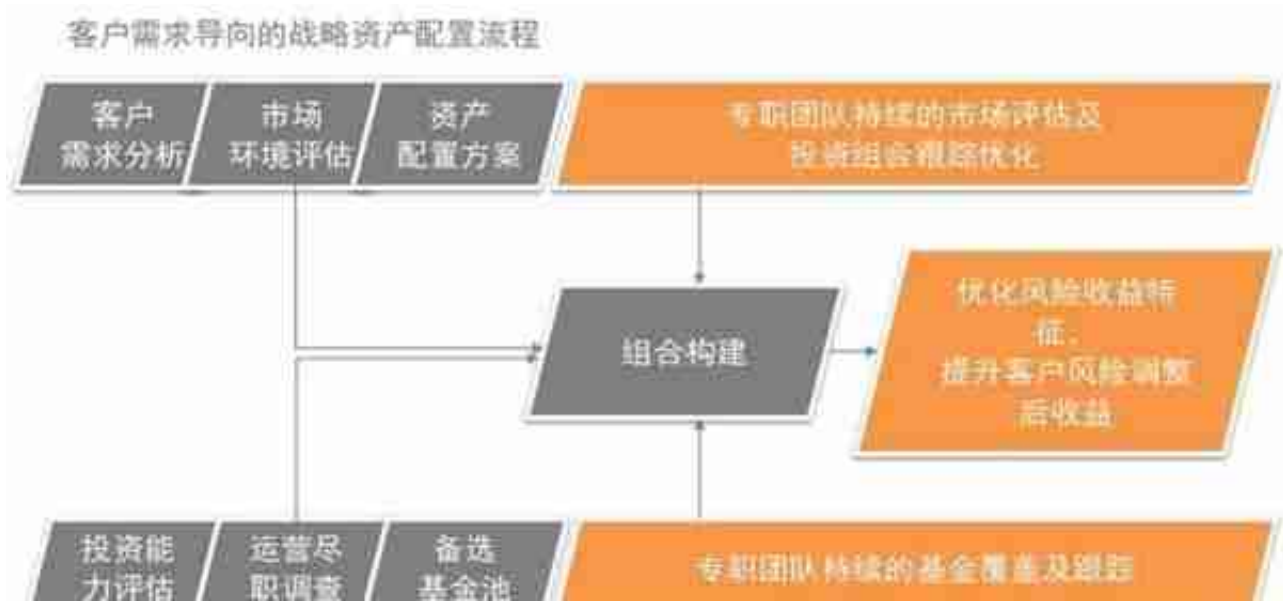 客户需求导向的战略资产配置流程
客户
需求分析
市场
环境评估
资产
配置方案
专职团队持续的市场评估及
投资组合跟踪优化
组合构建
优化风险收益特
征,
提升客户风险调整
后收益
投资能
力评估
运营尽
职调查
备选
基金池
专职团队持续的基金覆盖及跟踪